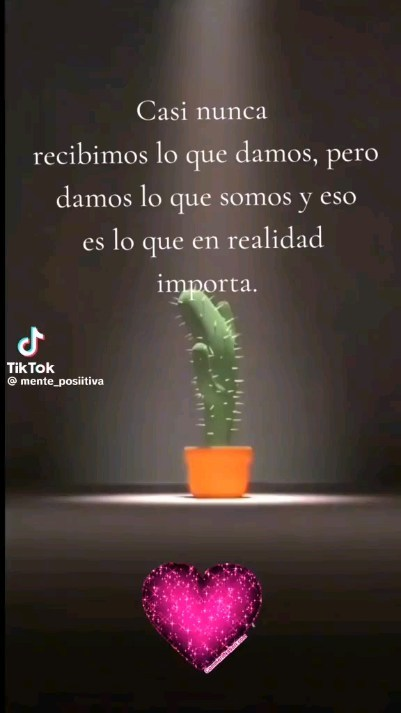 Casi nunca
recibimos lo que damos, pero
damos lo que somos y eso
es lo que en realidad
importa.
TikTok
@ mente_posiitiva